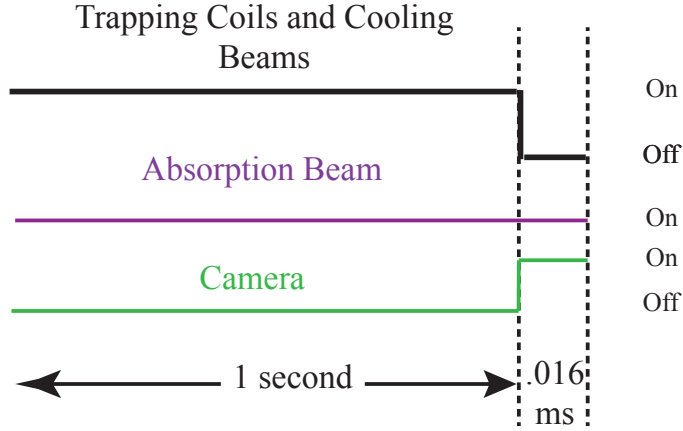 Trapping Coils and Cooling
Beams
On
Off
Absorption Beam
On
On
Camera
Off
1 second
.016
ms